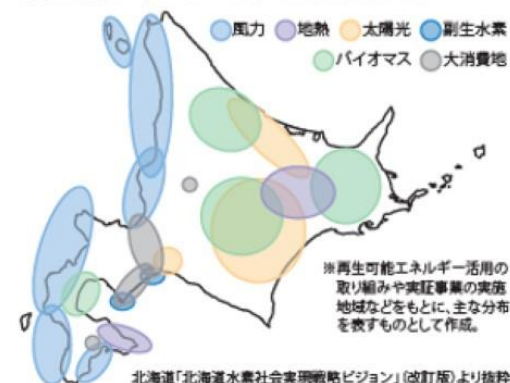 風力 地熱 太陽光 副生水素
バイオマス 大消費地
※再生可能エネルギー活用の
取り組みや実証事業の実施
地域などをもとに、主な分布
を表すものとして作成。
北海道「北海道水素社会実現戦略ビジョン」(改訂版)より抜粋